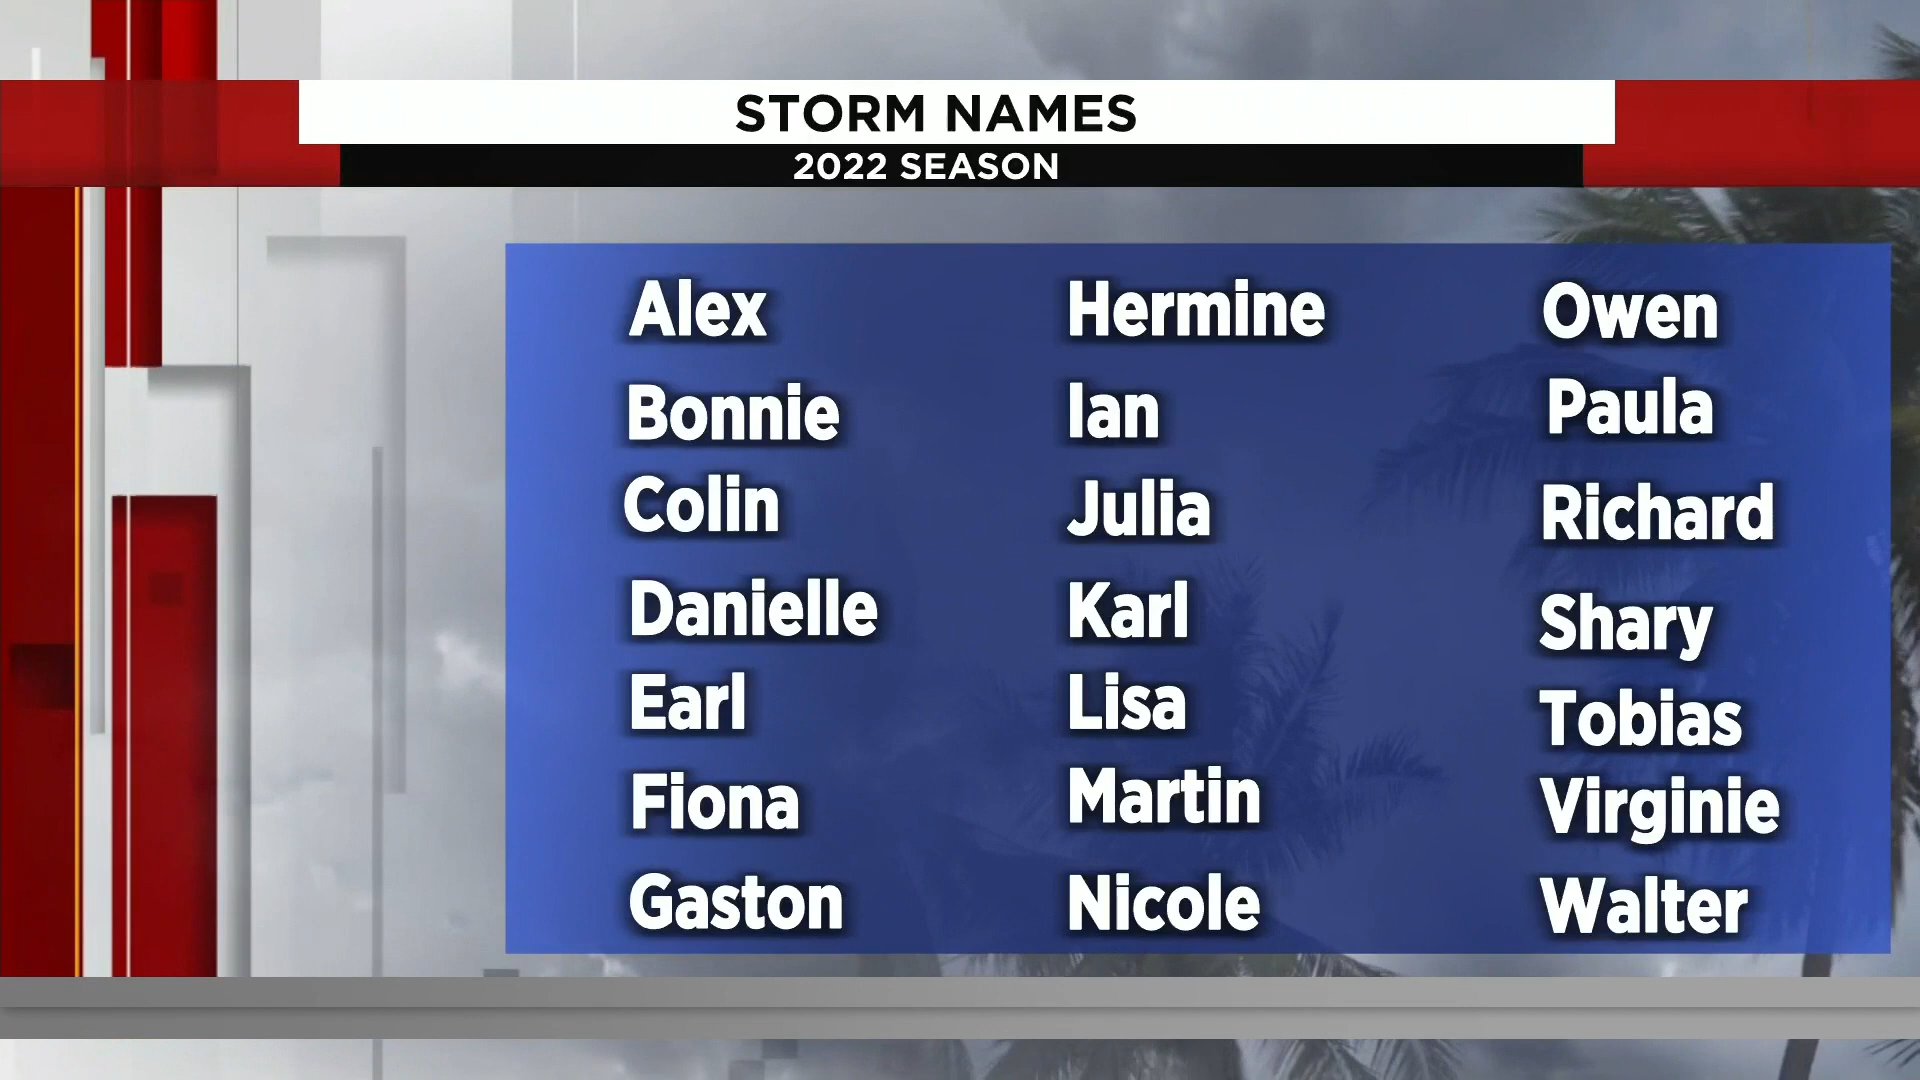 STORM NAMES
2022 SEASON
Alex
Bonnie
Colin
Danielle
Earl
Fiona
Gaston
Hermine
Ian
Julia
Karl
Lisa
Martin
Nicole
Owen
Paula
Richard
Shary
Tobias
Virginie
Walter